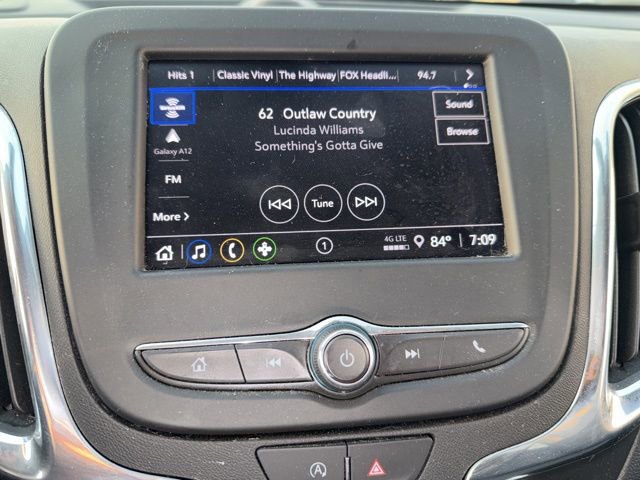 Hits 1 Classic Vinyl The Highway FOX Headli... 94.7
SiriusXM
62 Outlaw Country
Sound
Lucinda Williams
Browse
Galaxy A12
Something's Gotta Give
FM
Tune
More
1 4G LTE 84° 7:09
A